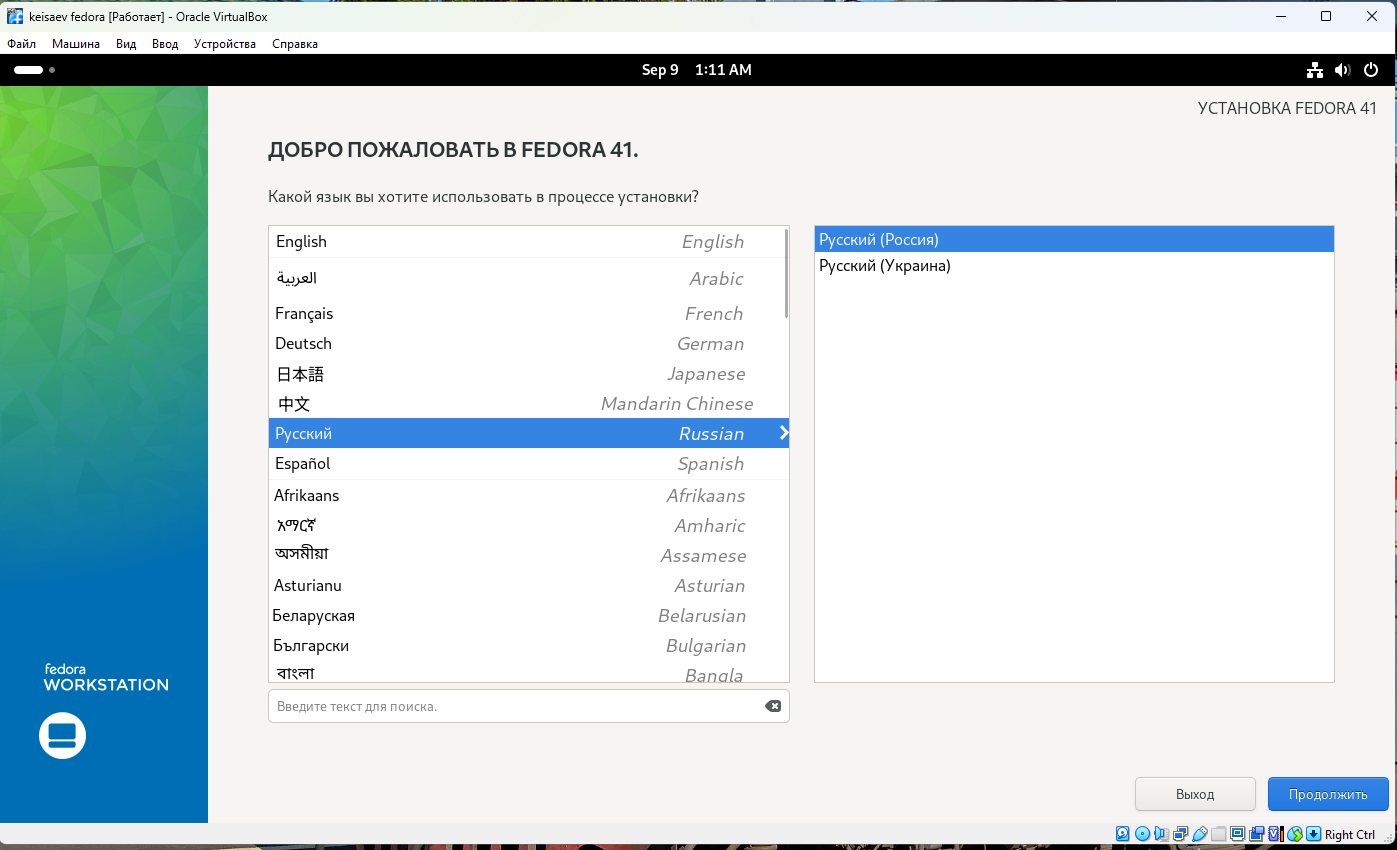 keisaev fedora [Работает] - Oracle VirtualBox
Файл Машина Вид Ввод Устройства Справка
Sep 9 1:11 AM
УСТАНОВКА FEDORA 41
ДОБРО ПОЖАЛОВАТЬ В FEDORA 41.
Какой язык вы хотите использовать в процессе установки?
English English
العربية Arabic
Français French
Deutsch German
日本語 Japanese
中文 Mandarin Chinese
Русский Russian
Español Spanish
Afrikaans Afrikaans
አማርኛ Amharic
অসমীয়া Assamese
Asturianu Asturian
Беларуская Belarusian
Български Bulgarian
বাংলা Bangla
Русский (Россия)
Русский (Украина)
Введите текст для поиска.
fedora
WORKSTATION
Выход Продолжить
Right Ctrl